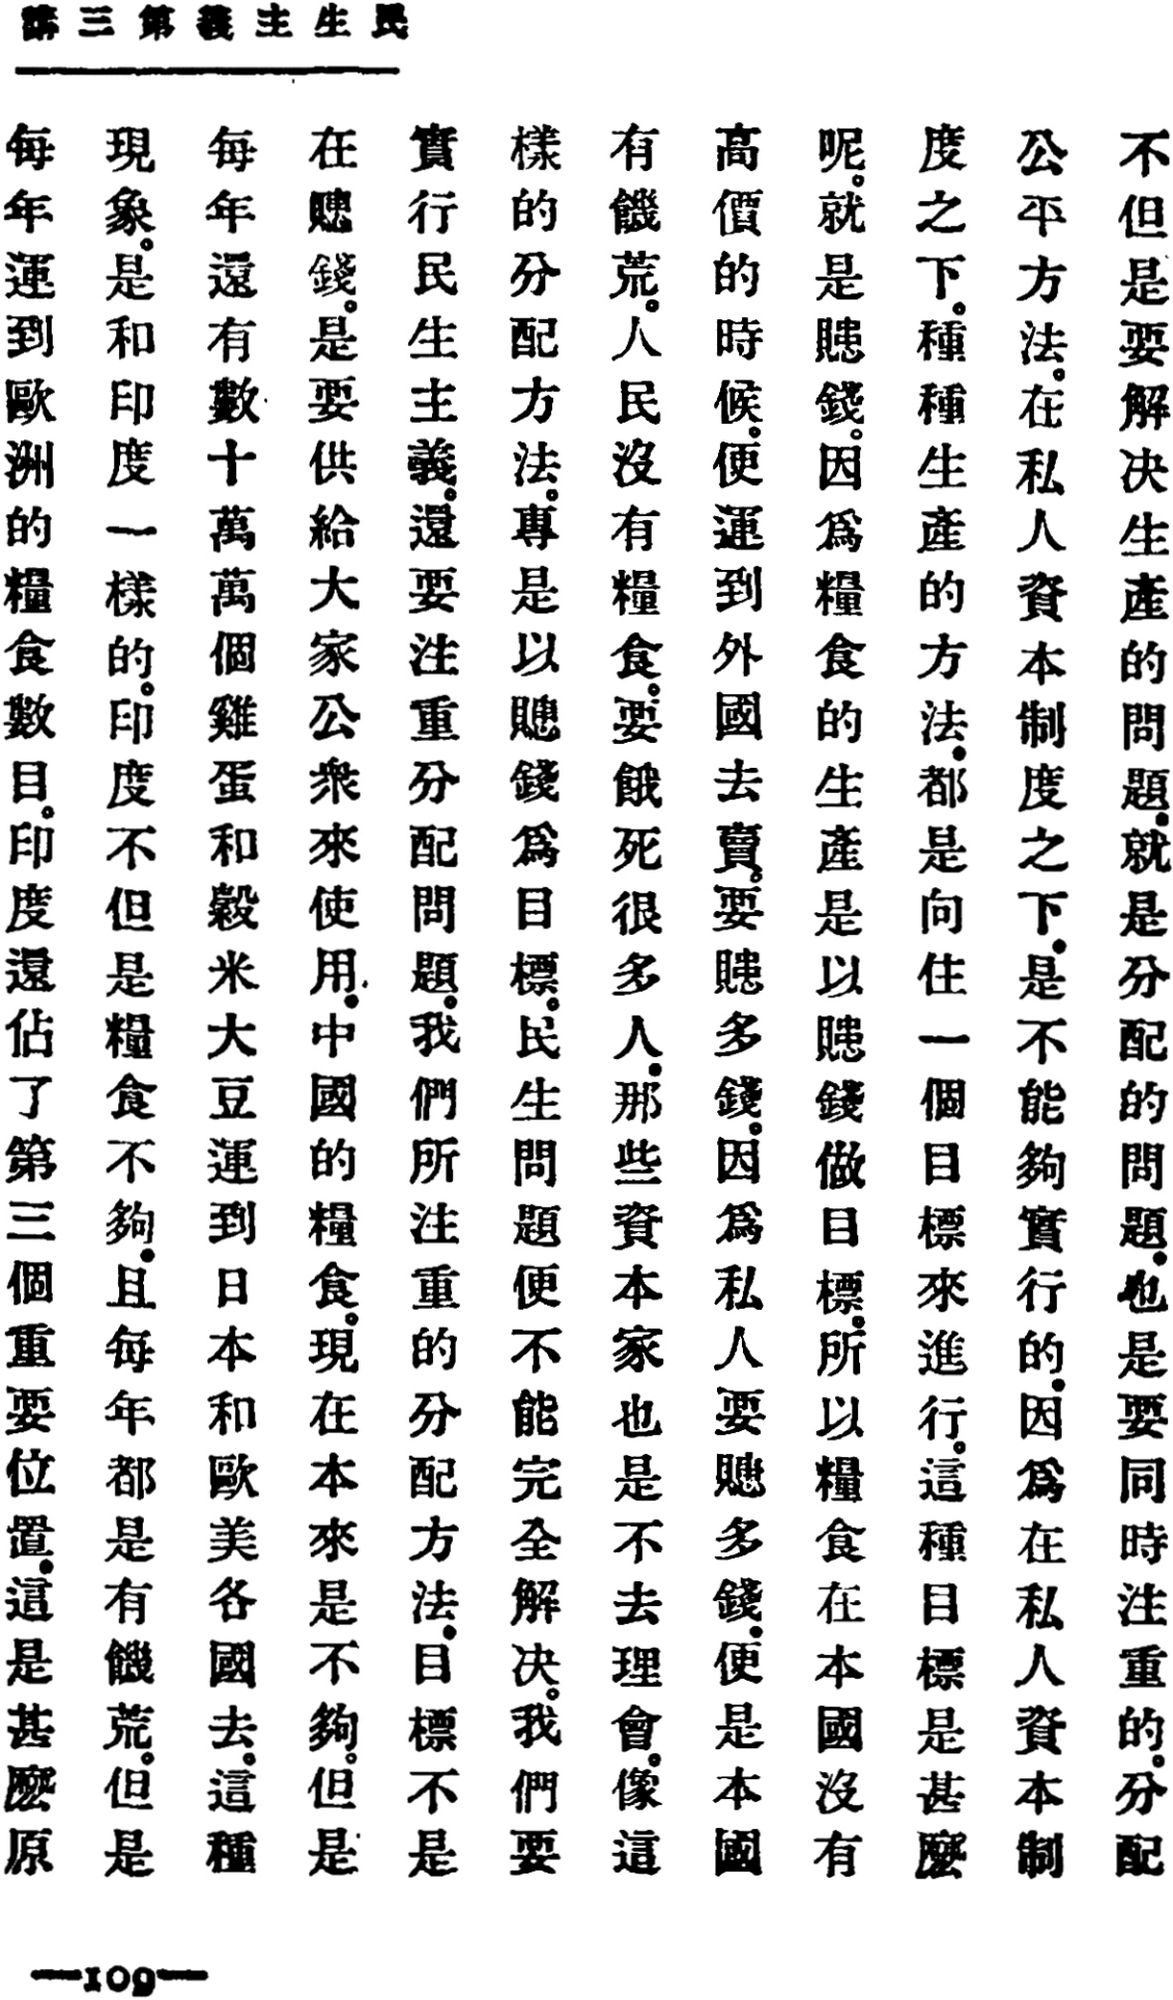 民生主義第三講
不但是要解決生產的問題。就是分配的問題。也是要同時注重的。分配
公平方法。在私人資本制度之下。是不能夠實行的。因爲在私人資本制
度之下。種種生產的方法。都是向住一個目標來進行。這種目標是甚麼
呢。就是賺錢。因爲糧食的生產是以賺錢做目標。所以糧食在本國沒有
高價的時候。便運到外國去賣。要賺多錢。因爲私人要賺多錢。便是本國
有饑荒。人民沒有糧食。要餓死很多人。那些資本家也是不去理會。像這
樣的分配方法。專是以賺錢爲目標。民生問題便不能完全解決。我們要
實行民生主義。還要注重分配問題。我們所注重的分配方法。目標不是
在賺錢。是要供給大家公衆來使用。中國的糧食。現在本來是不夠。但是
每年還有數十萬萬個雞蛋和穀米大豆運到日本和歐美各國去。這種
現象。是和印度一樣的。印度不但是糧食不夠。且每年都是有饑荒。但是
每年運到歐洲的糧食數目。印度還佔了第三個重要位置。這是甚麼原
—109—